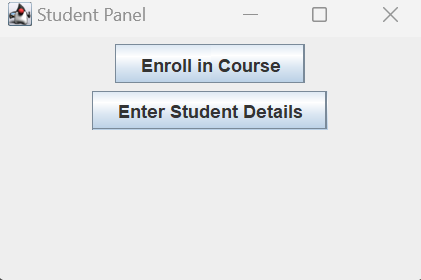 Student Panel
Enroll in Course
Enter Student Details